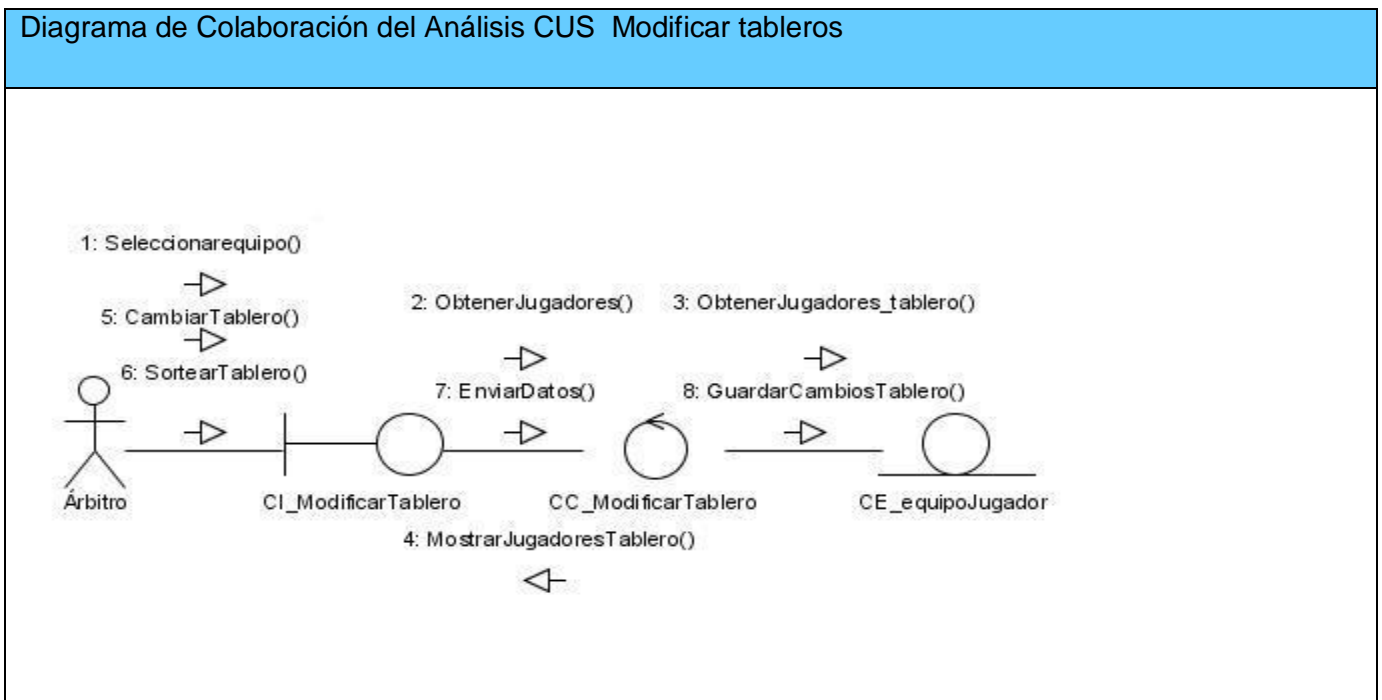 Diagrama de Colaboración del Análisis CUS  Modificar tableros
1: Seleccionarequipo()
5: CambiarTablero()
6: SortearTablero()
2: ObtenerJugadores()
7: EnviarDatos()
3: ObtenerJugadores_tablero()
8: GuardarCambiosTablero()
Árbitro
CI_ModificarTablero
CC_ModificarTablero
CE_equipoJugador
4: MostrarJugadoresTablero()